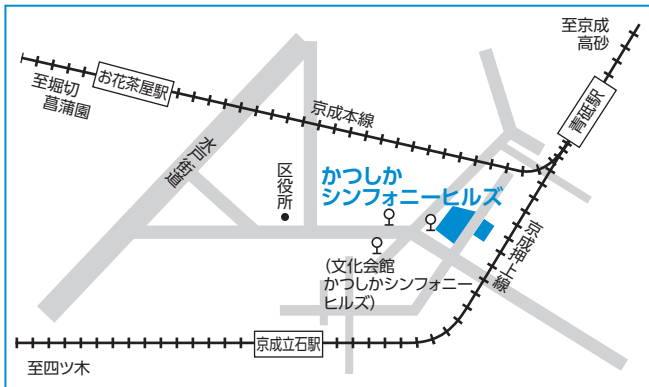 至京成
高砂
お花茶屋駅
至堀切
菖蒲園
京成本線
青砥駅
水戸街道
区役所
かつしか
シンフォニーヒルズ
(文化会館
かつしかシンフォニー
ヒルズ)
京成押上線
京成立石駅
至四ツ木